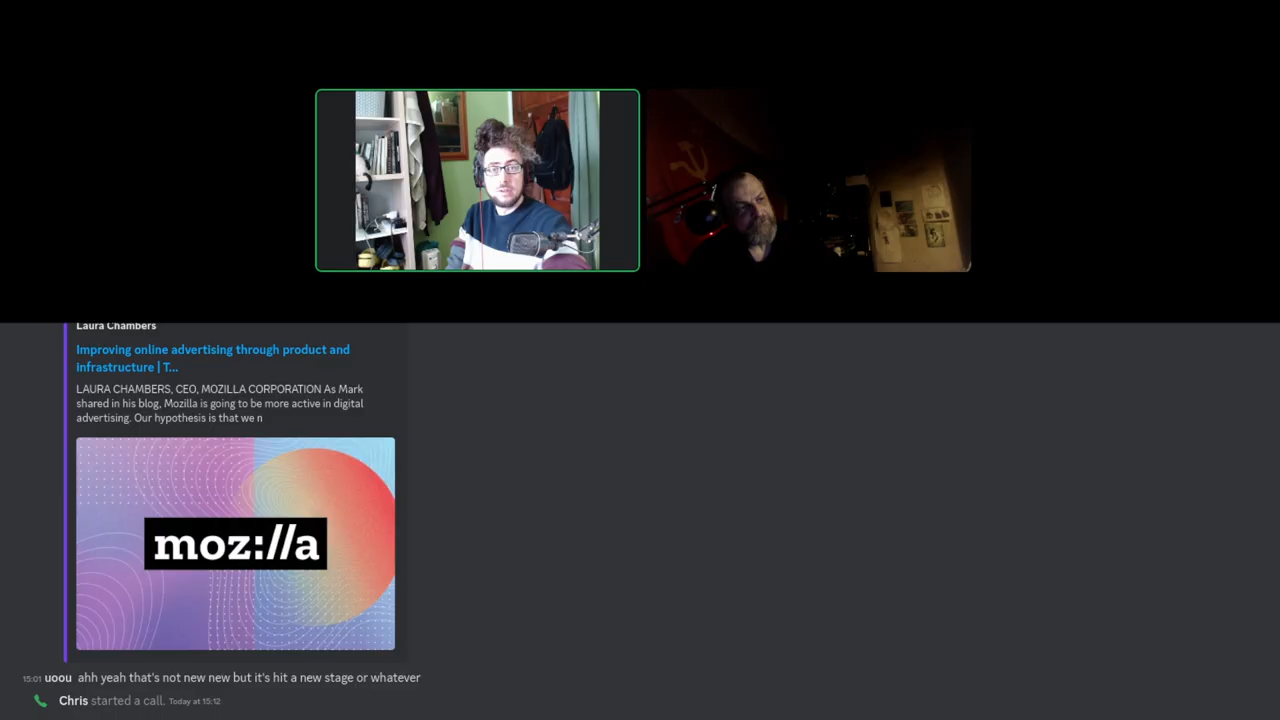 Laura Chambers
Improving online advertising through product and
infrastructure | T...
LAURA CHAMBERS, CEO, MOZILLA CORPORATION As Mark
shared in his blog, Mozilla is going to be more active in digital
advertising. Our hypothesis is that we n
moz://a
15:01 uoou ahh yeah that's not new new but it's hit a new stage or whatever
Chris started a call. Today at 15:12